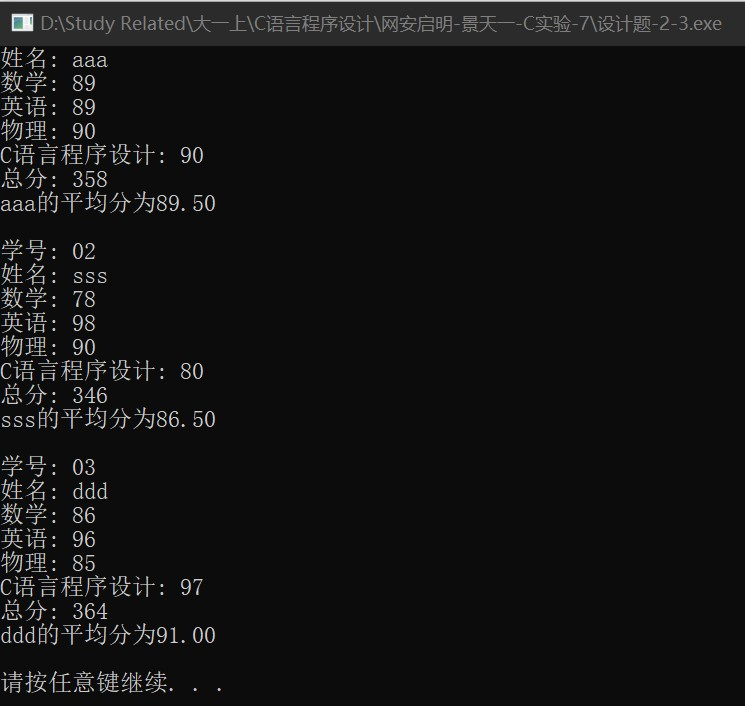 D:\Study Related\大一上\C语言程序设计\网安启明-景天一-C实验-7\设计题-2-3.exe
姓名: aaa
数学: 89
英语: 89
物理: 90
C语言程序设计: 90
总分: 358
aaa的平均分为89.50
学号: 02
姓名: sss
数学: 78
英语: 98
物理: 90
C语言程序设计: 80
总分: 346
sss的平均分为86.50
学号: 03
姓名: ddd
数学: 86
英语: 96
物理: 85
C语言程序设计: 97
总分: 364
ddd的平均分为91.00
请按任意键继续. . .